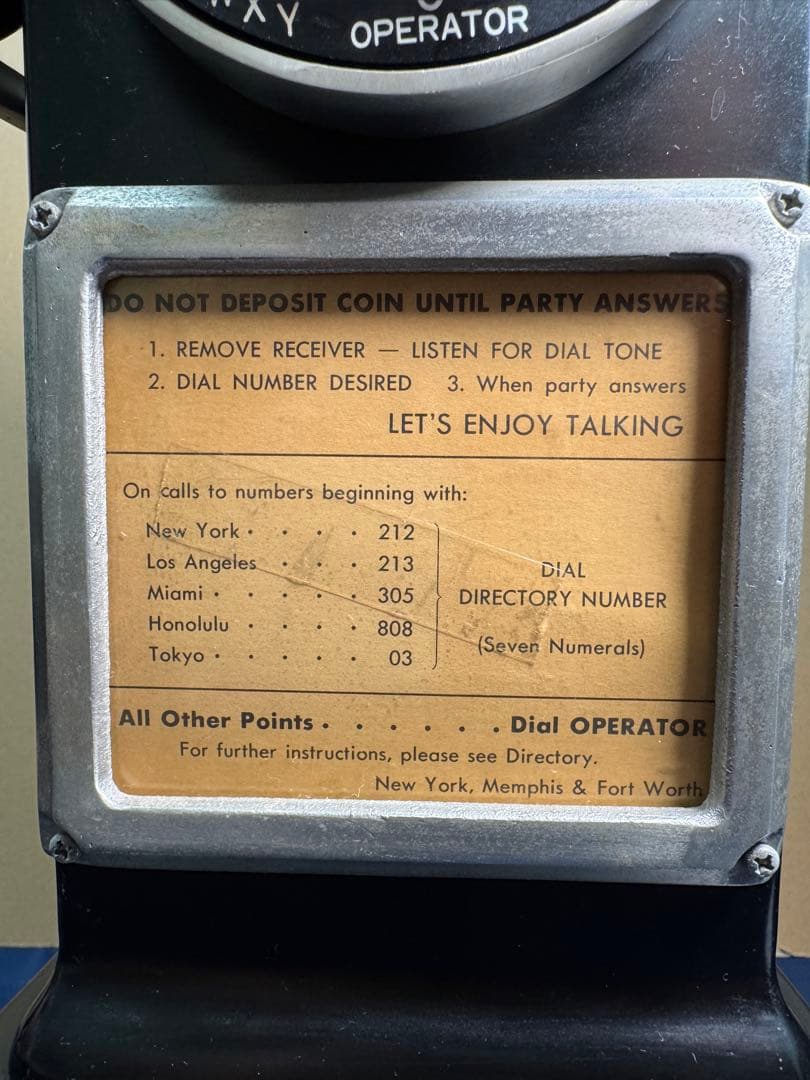 W X Y
OPERATOR
DO NOT DEPOSIT COIN UNTIL PARTY ANSWERS
1. REMOVE RECEIVER — LISTEN FOR DIAL TONE
2. DIAL NUMBER DESIRED 3. When party answers
LET'S ENJOY TALKING
On calls to numbers beginning with:
New York · · · · 212
Los Angeles · · · 213
Miami · · · · · 305
Honolulu · · · · 808
Tokyo · · · · · 03
DIAL
DIRECTORY NUMBER
(Seven Numerals)
All Other Points . . . . . . Dial OPERATOR
For further instructions, please see Directory.
New York, Memphis & Fort Worth